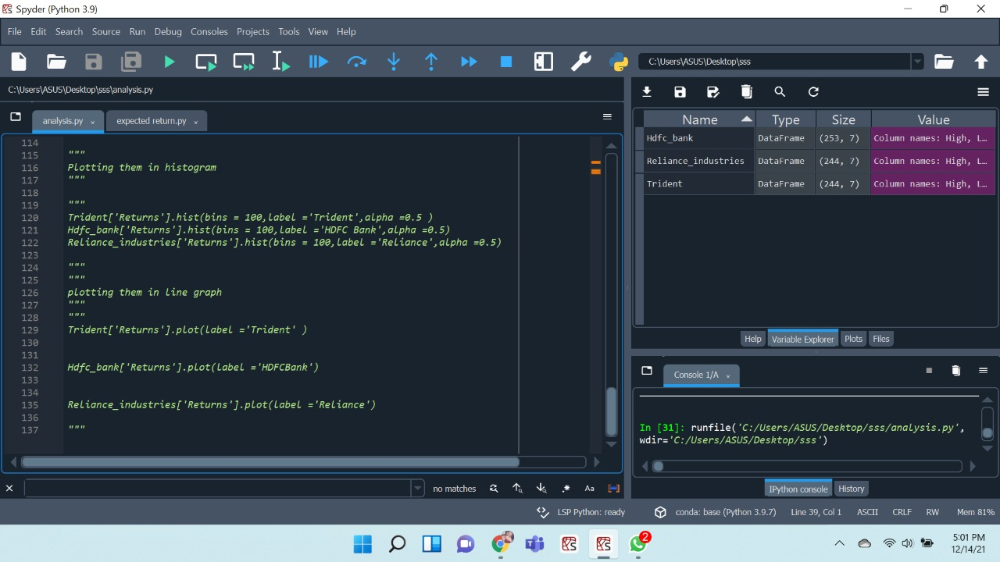 Spyder (Python 3.9)
File Edit Search Source Run Debug Consoles Projects Tools View Help
C:\Users\ASUS\Desktop\sss
C:\Users\ASUS\Desktop\sss\analysis.py
analysis.py × expected return.py ×
114
115 """
116 Plotting them in histogram
117 """
118
119 """
120 Trident['Returns'].hist(bins = 100,label ='Trident',alpha =0.5 )
121 Hdfc_bank['Returns'].hist(bins = 100,label ='HDFC Bank',alpha =0.5)
122 Reliance_industries['Returns'].hist(bins = 100,label ='Reliance',alpha =0.5)
123
124 """
125 """
126 plotting them in line graph
127 """
128 """
129 Trident['Returns'].plot(label ='Trident' )
130
131
132 Hdfc_bank['Returns'].plot(label ='HDFCBank')
133
134
135 Reliance_industries['Returns'].plot(label ='Reliance')
136
137 """
no matches .* Aa
Name Type Size Value
Hdfc_bank DataFrame (253, 7) Column names: High, L…
Reliance_industries DataFrame (244, 7) Column names: High, L…
Trident DataFrame (244, 7) Column names: High, L…
Help Variable Explorer Plots Files
Console 1/A ×
In [31]: runfile('C:/Users/ASUS/Desktop/sss/analysis.py',
wdir='C:/Users/ASUS/Desktop/sss')
IPython console History
LSP Python: ready conda: base (Python 3.9.7) Line 39, Col 1 ASCII CRLF RW Mem 81%
2
5:01 PM
12/14/21